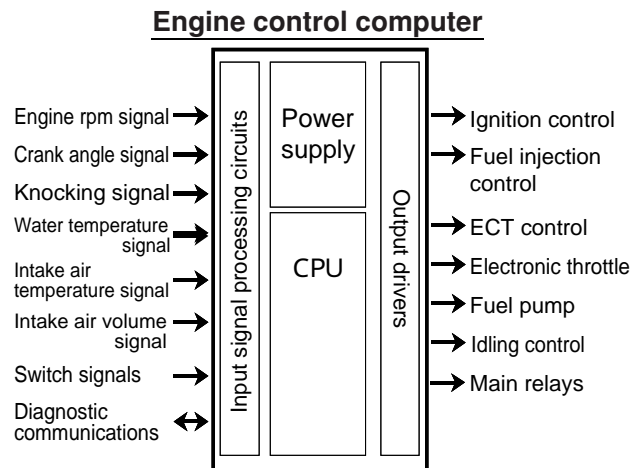 Engine control computer
Engine rpm signal
Crank angle signal
Knocking signal
Water temperature
signal
Intake air
temperature signal
Intake air volume
signal
Switch signals
Diagnostic
communications
Input signal processing circuits
Power
supply
CPU
Output drivers
Ignition control
Fuel injection
control
ECT control
Electronic throttle
Fuel pump
Idling control
Main relays